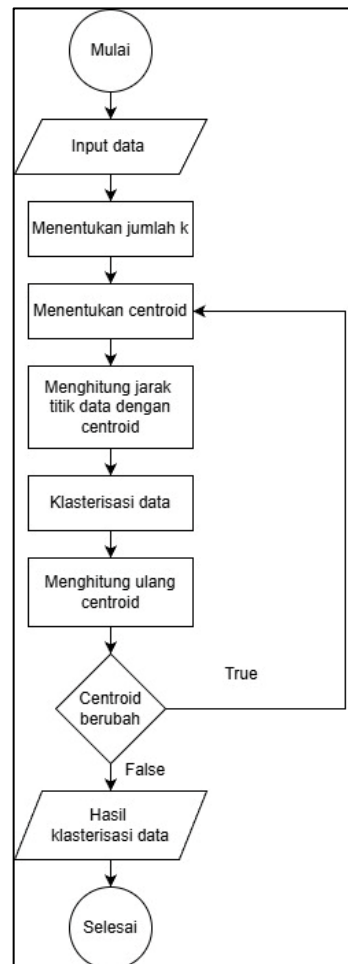 Mulai
Input data
Menentukan jumlah k
Menentukan centroid
Menghitung jarak
titik data dengan
centroid
Klasterisasi data
Menghitung ulang
centroid
True
Centroid
berubah
False
Hasil
klasterisasi data
Selesai